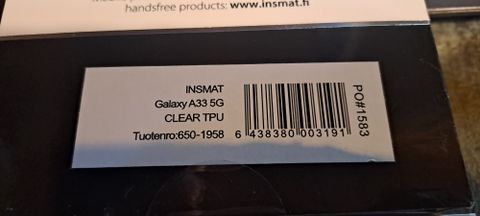 handsfree products: www.insmat.fi
INSMAT
Galaxy A33 5G
CLEAR TPU
Tuotenro:650-1958
6 438380 003191
PO#1583